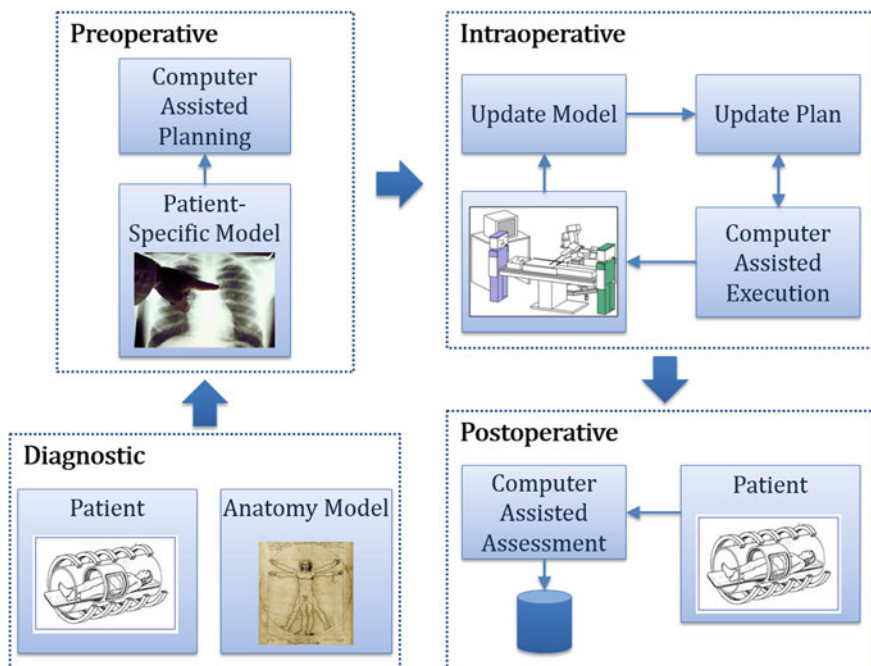 Preoperative
Computer
Assisted
Planning
Patient-
Specific Model
Intraoperative
Update Model
Update Plan
Computer
Assisted
Execution
Diagnostic
Patient
Anatomy Model
Postoperative
Computer
Assisted
Assessment
Patient